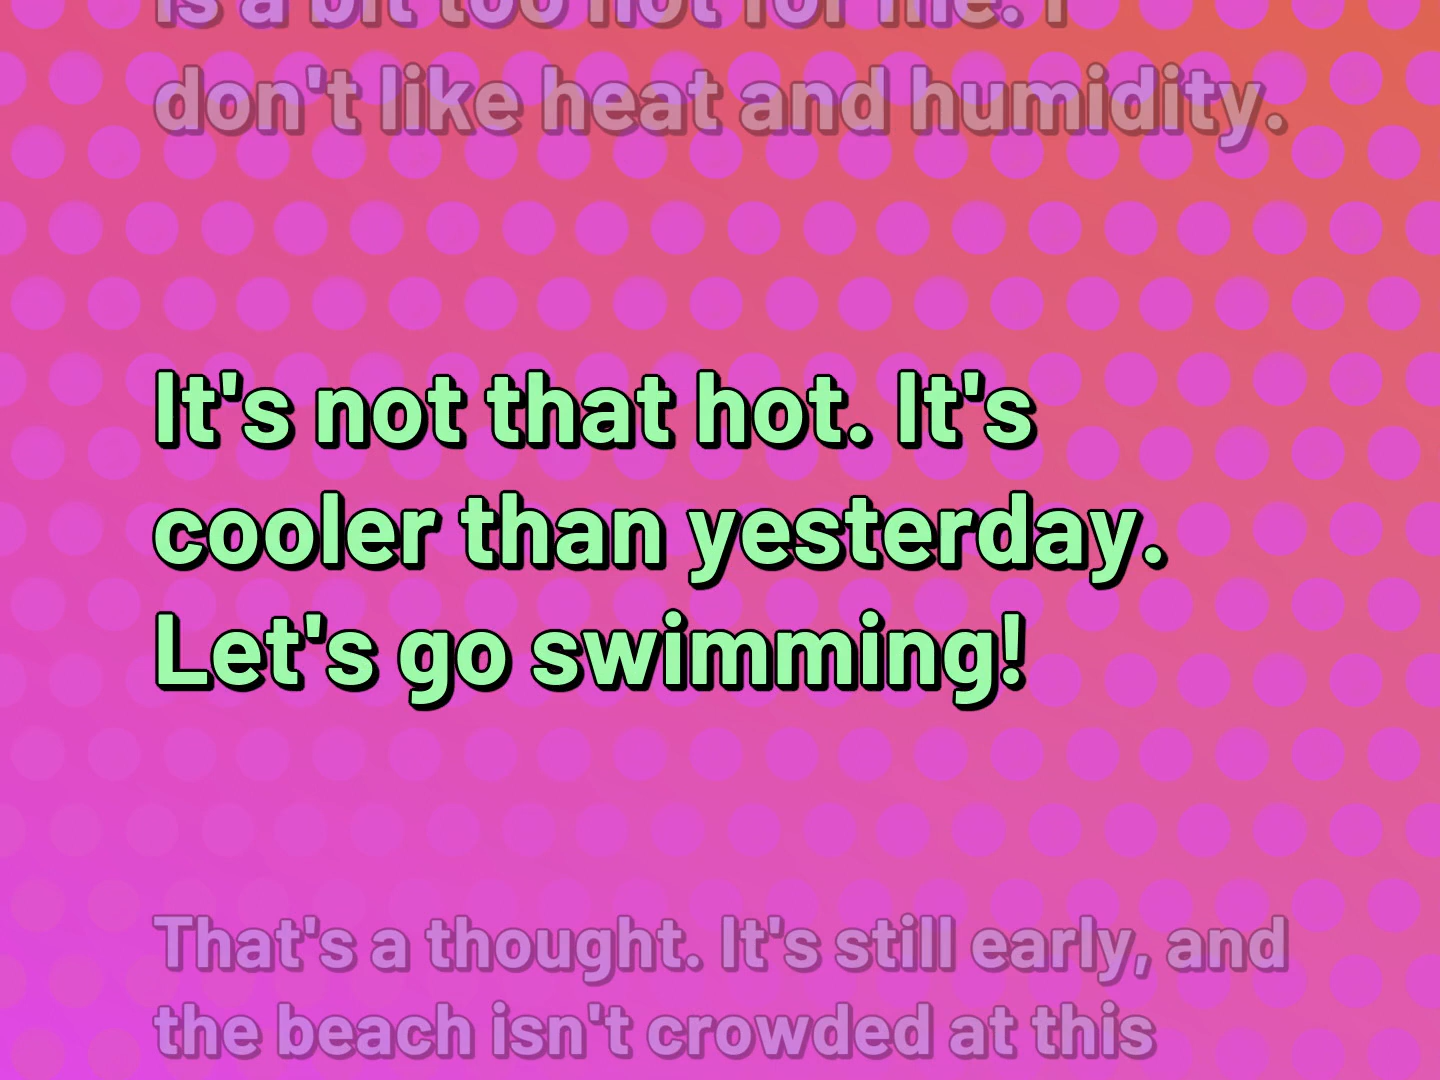 is a bit too hot for me. I
don't like heat and humidity.
It's not that hot. It's
cooler than yesterday.
Let's go swimming!
That's a thought. It's still early, and
the beach isn't crowded at this